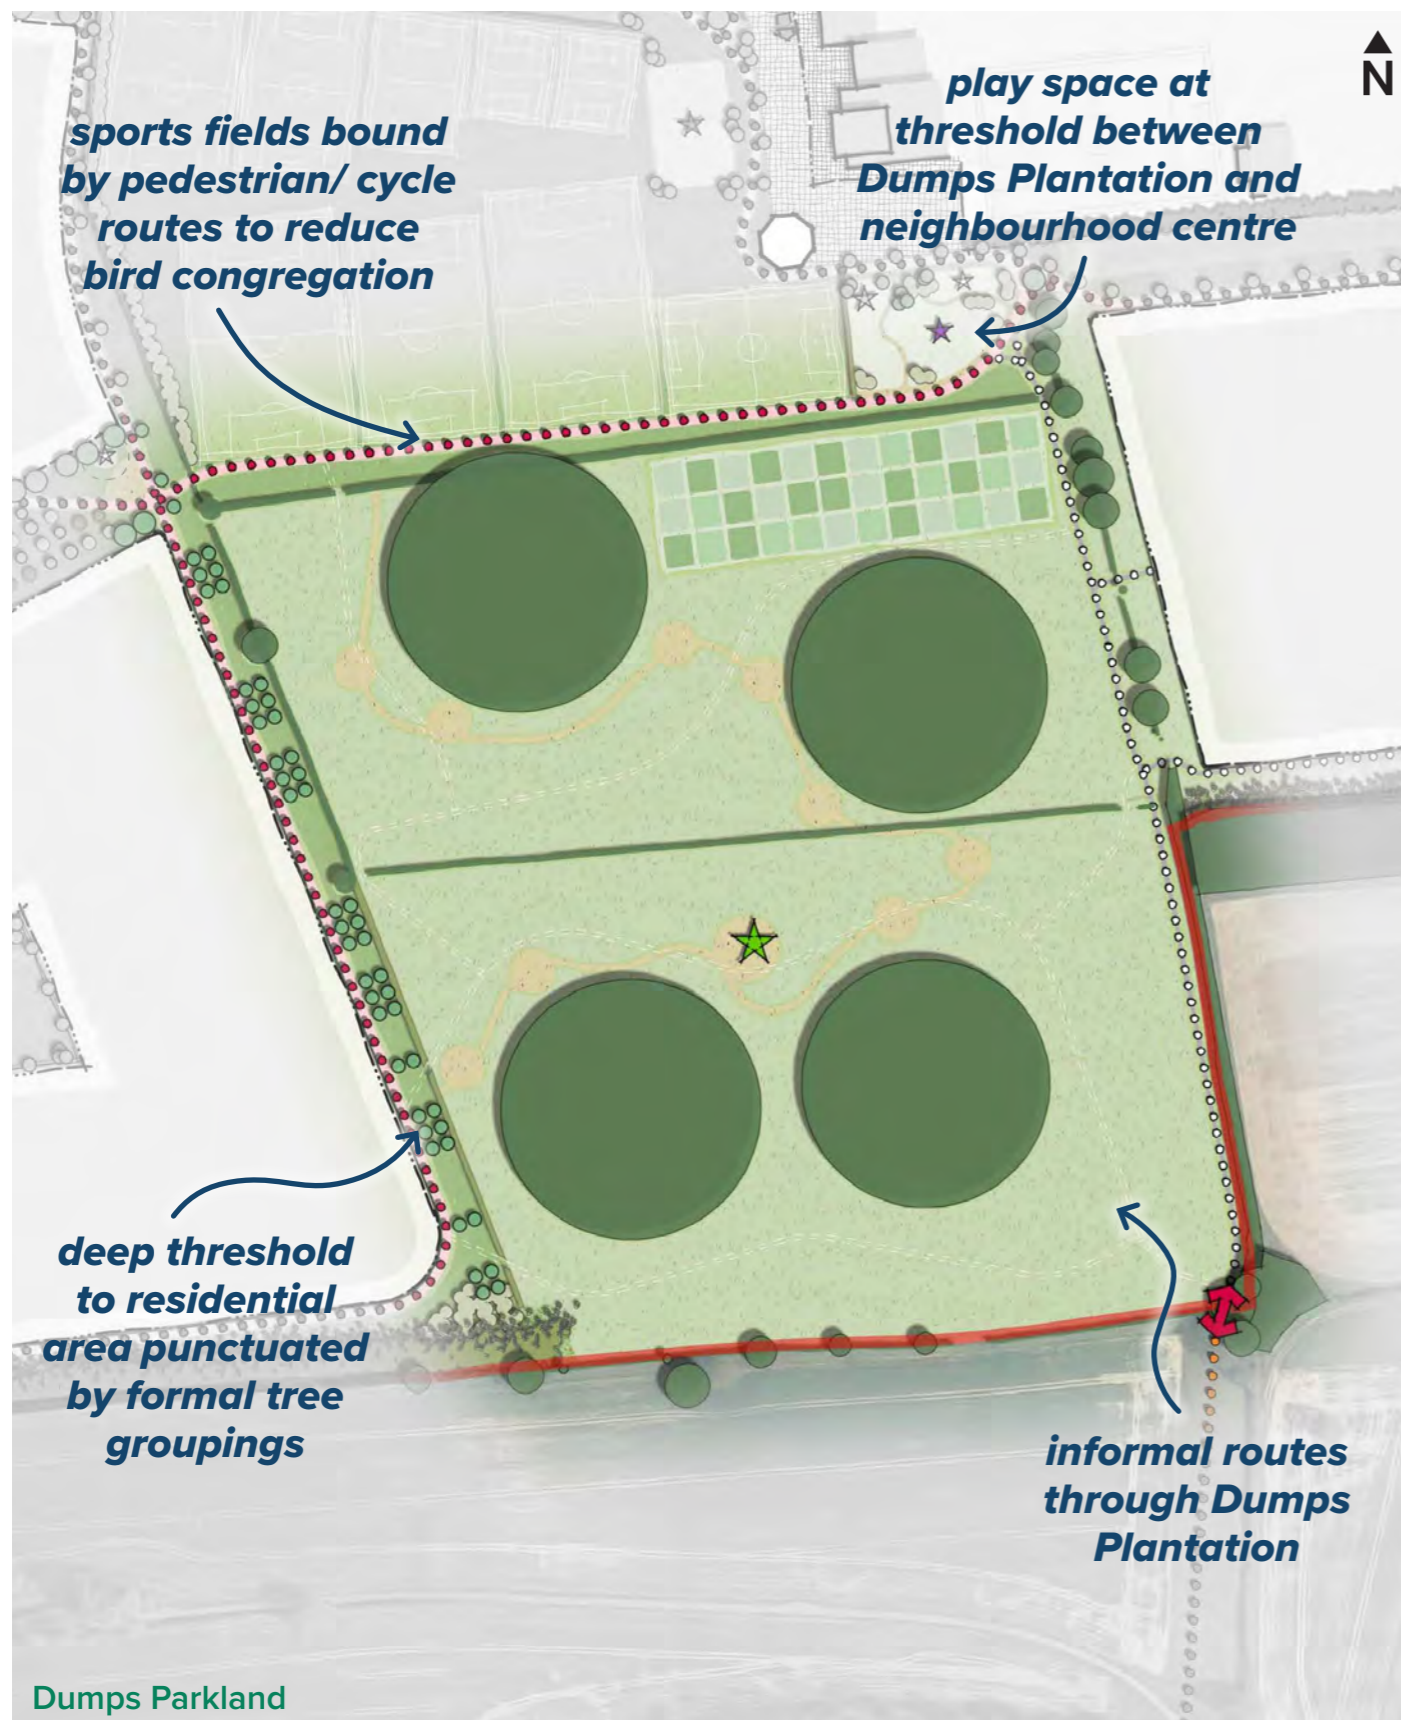 N
sports fields bound
by pedestrian/ cycle
routes to reduce
bird congregation
play space at
threshold between
Dumps Plantation and
neighbourhood centre
deep threshold
to residential
area punctuated
by formal tree
groupings
informal routes
through Dumps
Plantation
Dumps Parkland